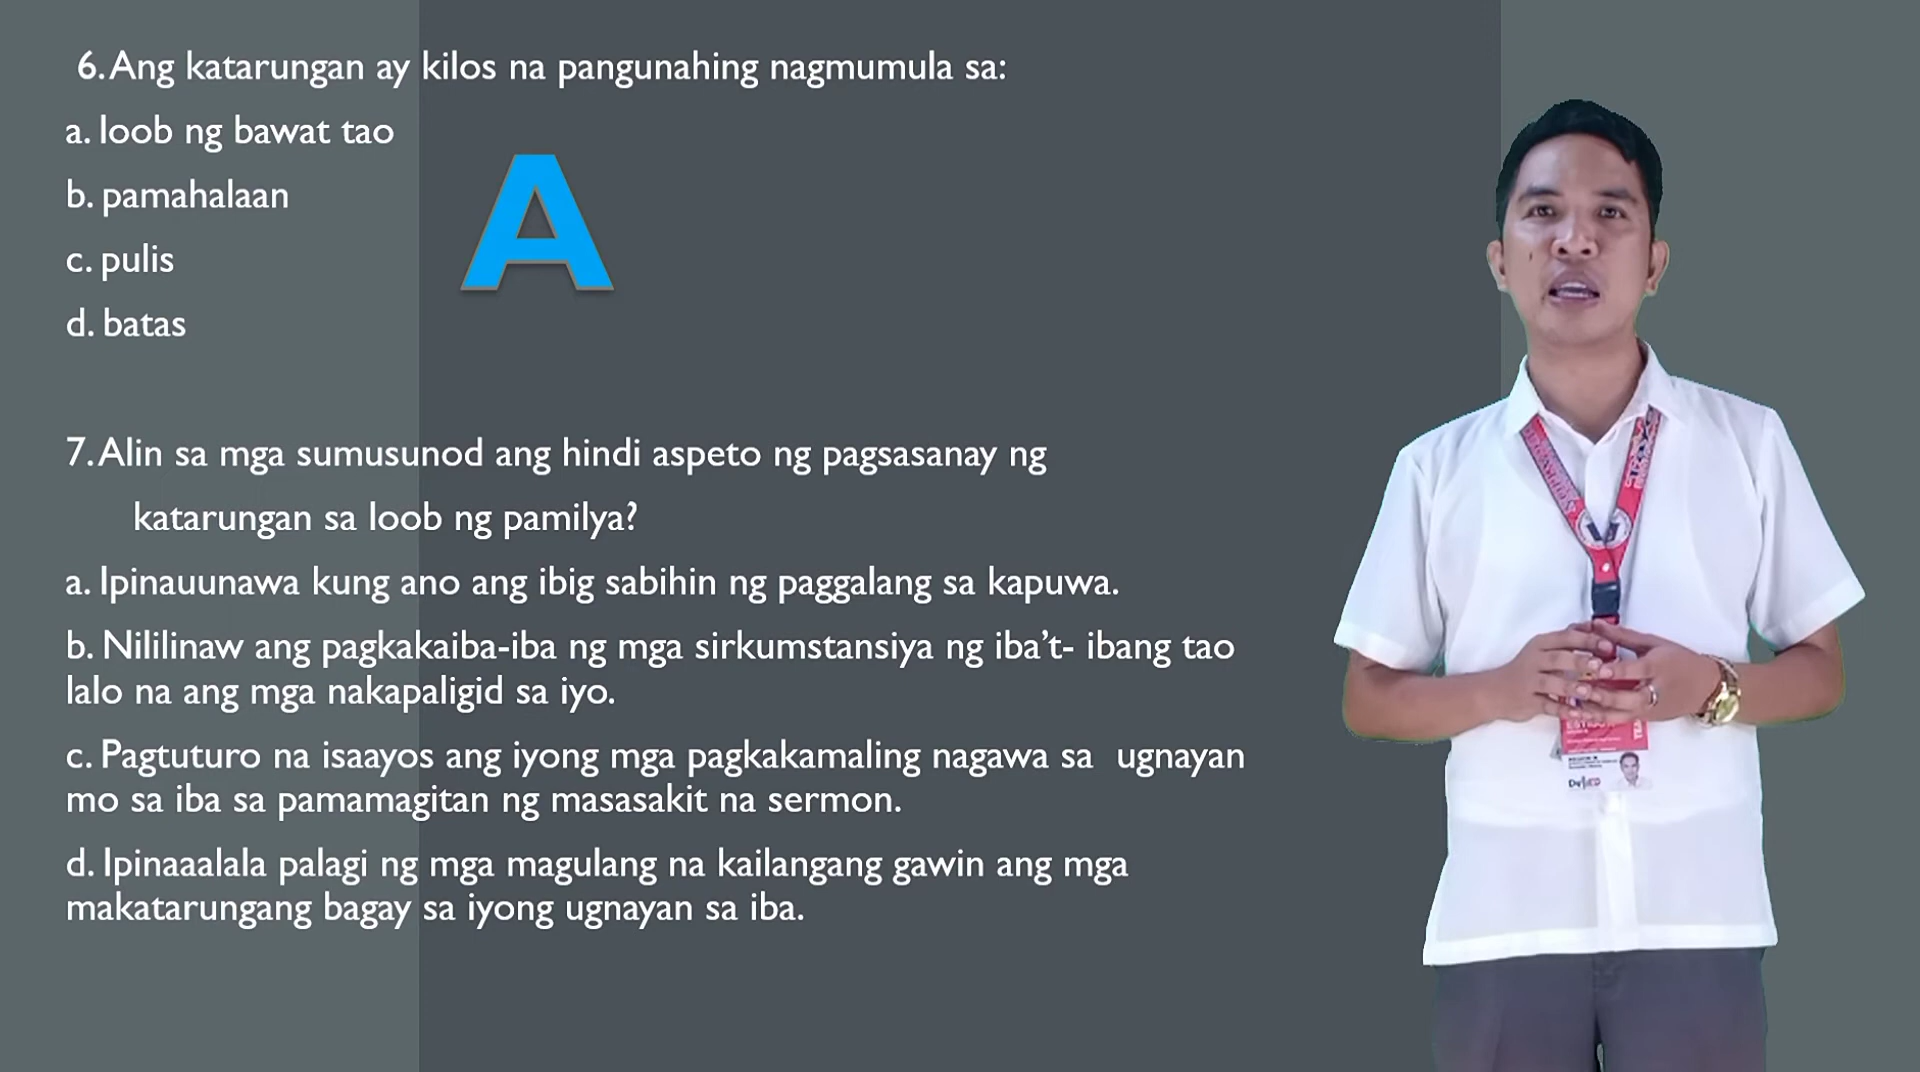 6. Ang katarungan ay kilos na pangunahing nagmumula sa:
a. loob ng bawat tao
b. pamahalaan
c. pulis
d. batas
A
7. Alin sa mga sumusunod ang hindi aspeto ng pagsasanay ng
katarungan sa loob ng pamilya?
a. Ipinauunawa kung ano ang ibig sabihin ng paggalang sa kapuwa.
b. Nililinaw ang pagkakaiba-iba ng mga sirkumstansiya ng iba't- ibang tao
lalo na ang mga nakapaligid sa iyo.
c. Pagtuturo na isaayos ang iyong mga pagkakamaling nagawa sa ugnayan
mo sa iba sa pamamagitan ng masasakit na sermon.
d. Ipinaaalala palagi ng mga magulang na kailangang gawin ang mga
makatarungang bagay sa iyong ugnayan sa iba.